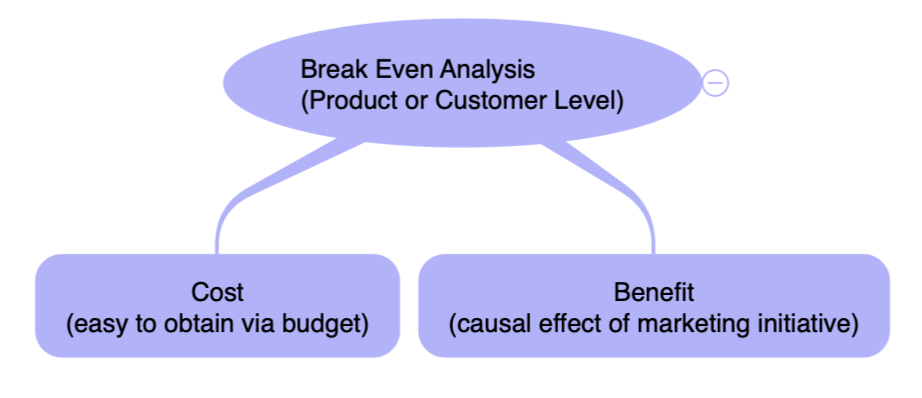 Break Even Analysis
(Product or Customer Level)
Cost
(easy to obtain via budget)
Benefit
(causal effect of marketing initiative)